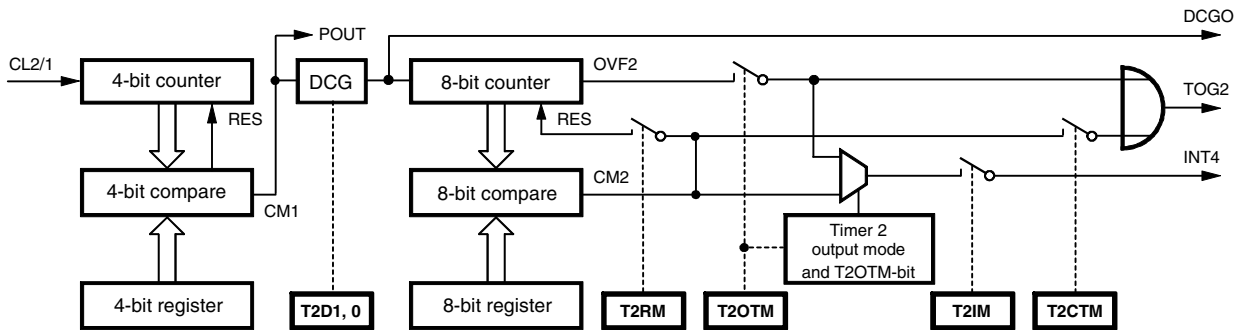 DCGO
POUT
CL2/1
4-bit counter
DCG
8-bit counter
OVF2
TOG2
RES
RES
4-bit compare
CM1
8-bit compare
CM2
INT4
Timer 2
output mode
and T2OTM-bit
4-bit register
T2D1, 0
8-bit register
T2RM
T2OTM
T2IM
T2CTM